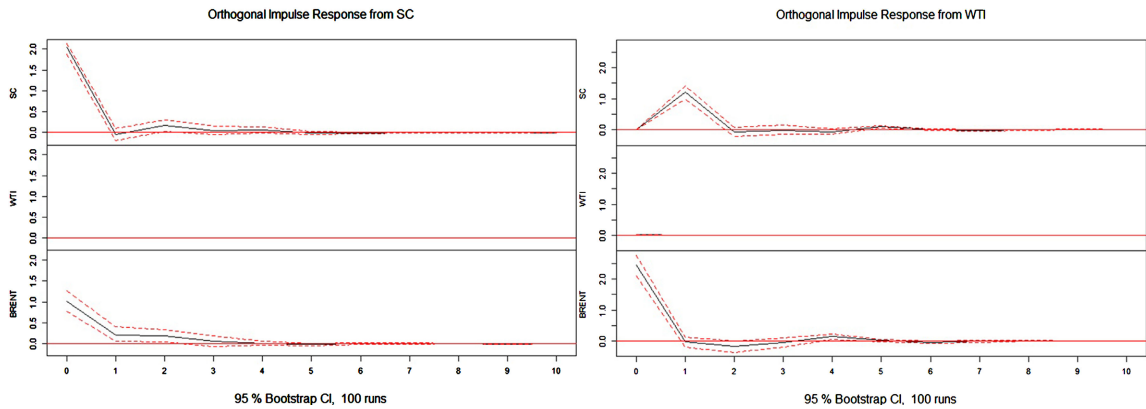 Orthogonal Impulse Response from SC
SC
2.0
1.5
1.0
0.5
0.0
WTI
2.0
1.5
1.0
0.5
0.0
BRENT
2.0
1.5
1.0
0.5
0.0
0 1 2 3 4 5 6 7 8 9 10
95 % Bootstrap CI, 100 runs
Orthogonal Impulse Response from WTI
SC
2.0
1.0
0.0
WTI
2.0
1.0
0.0
BRENT
2.0
1.0
0.0
0 1 2 3 4 5 6 7 8 9 10
95 % Bootstrap CI, 100 runs